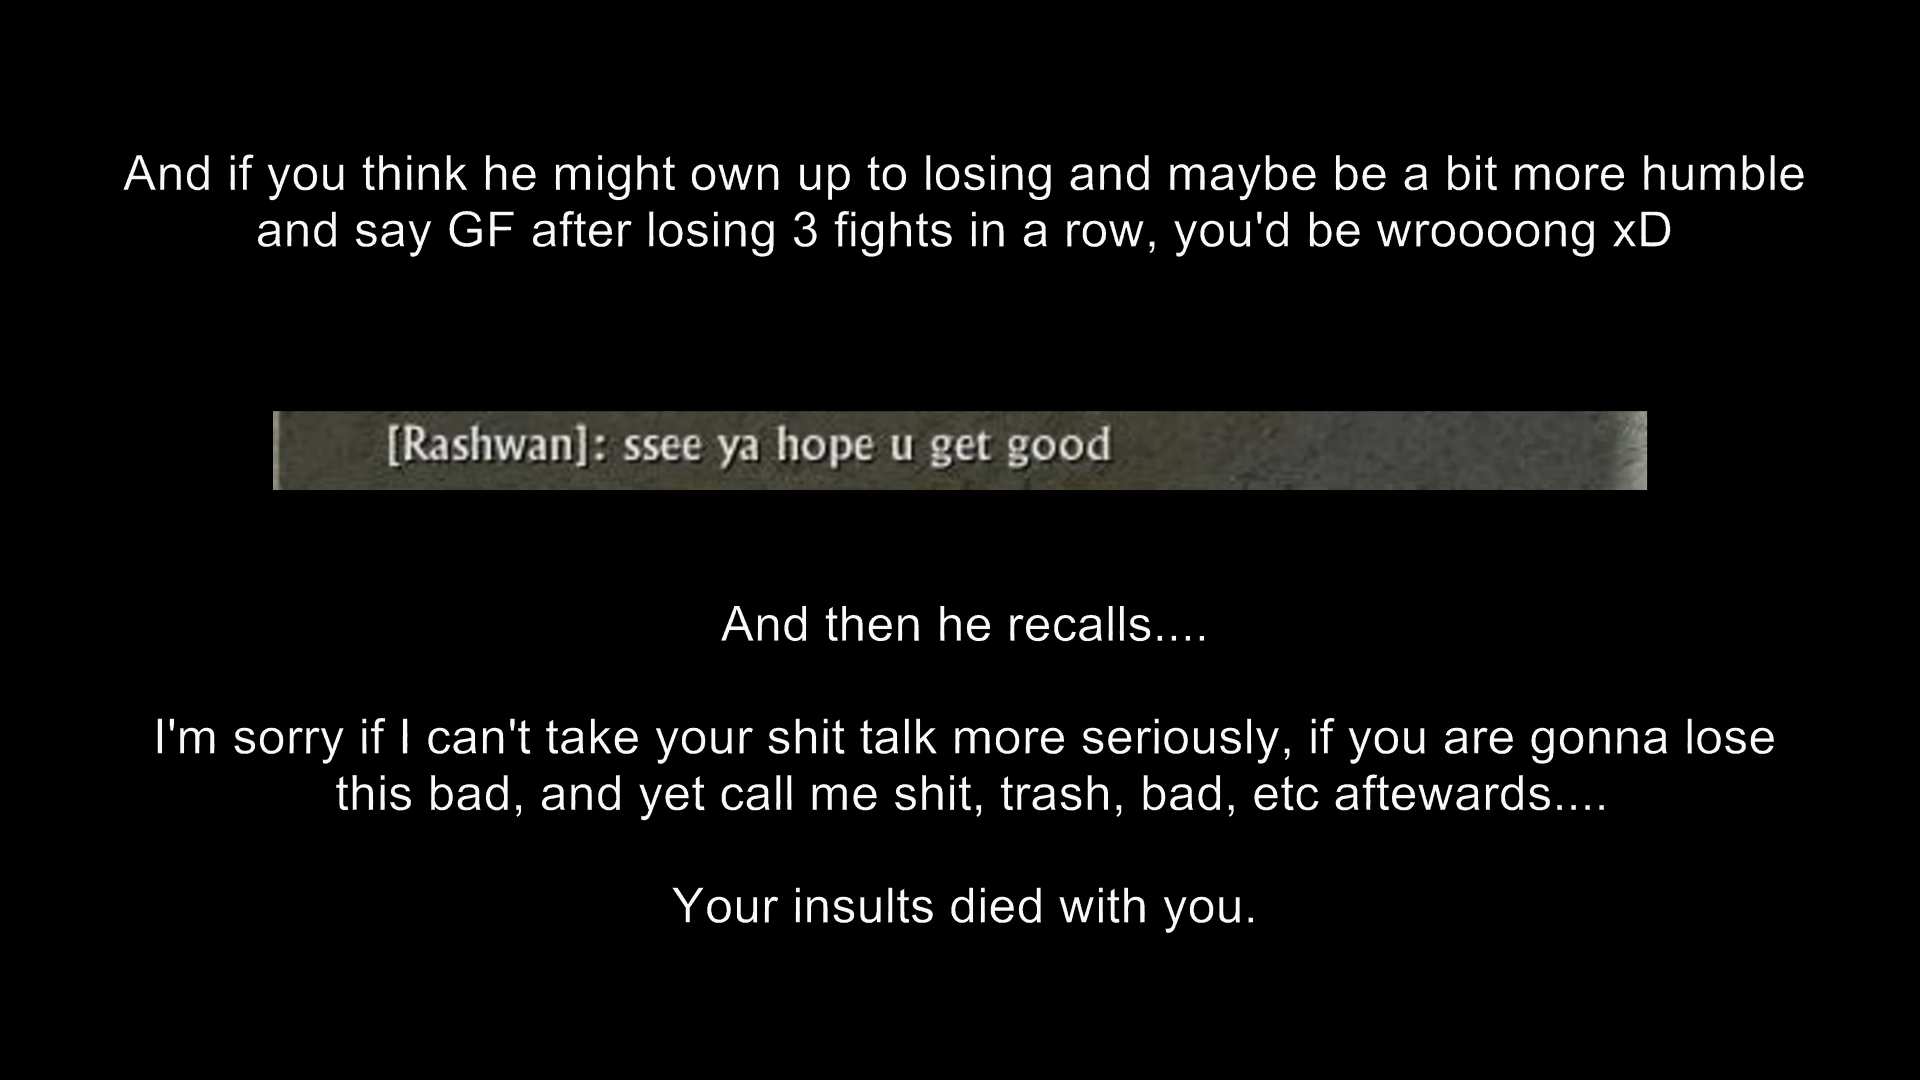 And if you think he might own up to losing and maybe be a bit more humble
and say GF after losing 3 fights in a row, you'd be wroooong xD
[Rashwan]: ssee ya hope u get good
And then he recalls....
I'm sorry if I can't take your shit talk more seriously, if you are gonna lose
this bad, and yet call me shit, trash, bad, etc aftewards....
Your insults died with you.